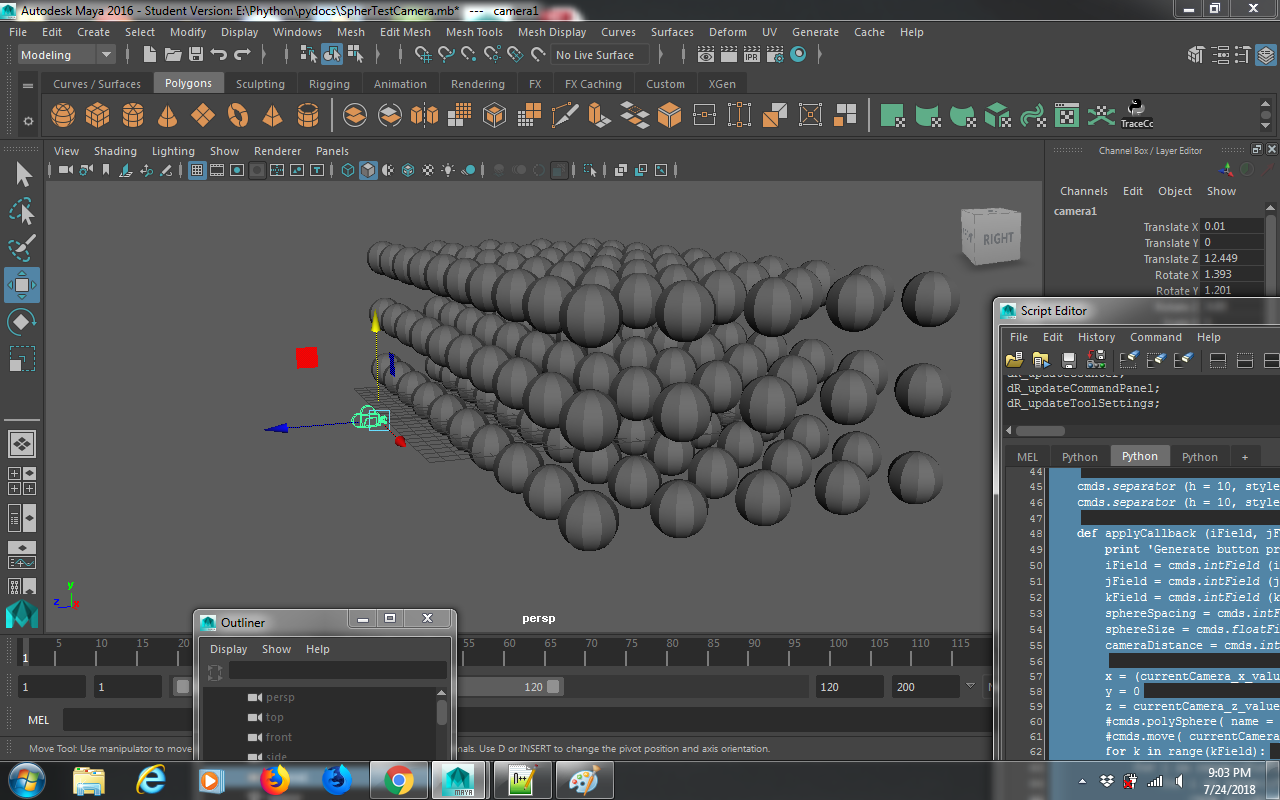 Autodesk Maya 2016 - Student Version: E:\Phython\pydocs\SpherTestCamera.mb* --- camera1
File Edit Create Select Modify Display Windows Mesh Edit Mesh Mesh Tools Mesh Display Curves Surfaces Deform UV Generate Cache Help
Modeling
No Live Surface
IPR
Curves / Surfaces Polygons Sculpting Rigging Animation Rendering FX FX Caching Custom XGen
TraceCc
View Shading Lighting Show Renderer Panels
Channel Box / Layer Editor
Channels Edit Object Show
camera1
Translate X 0.01
Translate Y 0
Translate Z 12.449
Rotate X 1.393
Rotate Y 1.201
RIGHT
Script Editor
File Edit History Command Help
dR_updateCommandPanel;
dR_updateToolSettings;
MEL Python Python Python +
44
45 cmds.separator (h = 10, style
46 cmds.separator (h = 10, style
47
48 def applyCallback (iField, jF
49 print 'Generate button pr
50 iField = cmds.intField (i
51 jField = cmds.intField (j
52 kField = cmds.intField (k
53 sphereSpacing = cmds.intF
54 sphereSize = cmds.floatFi
55 cameraDistance = cmds.int
56
57 x = (currentCamera_x_valu
58 y = 0
59 z = currentCamera_z_value
60 #cmds.polySphere( name =
61 #cmds.move( currentCamera
62 for k in range(kField):
y
z x
persp
Outliner
Display Show Help
persp
top
front
side
1 5 10 15 20 55 60 65 70 75 80 85 90 95 100 105 110 115
1 1 120 120 200
MEL
Move Tool: Use manipulator to move
mals. Use D or INSERT to change the pivot position and axis orientation.
MAYA
9:03 PM
7/24/2018